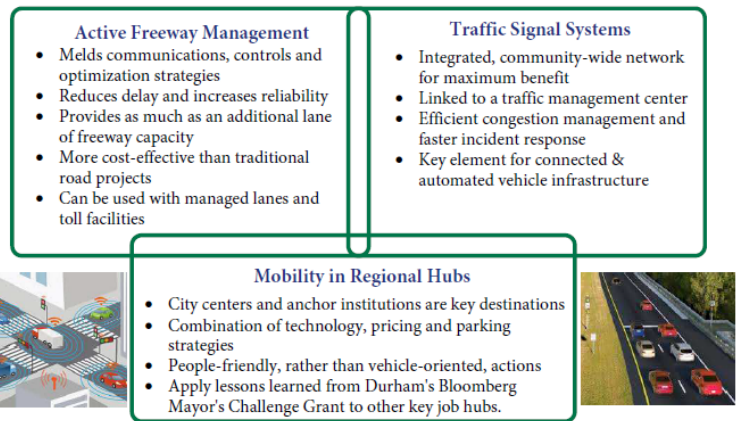 Active Freeway Management
• Melds communications, controls and
optimization strategies
• Reduces delay and increases reliability
• Provides as much as an additional lane
of freeway capacity
• More cost-effective than traditional
road projects
• Can be used with managed lanes and
toll facilities
Traffic Signal Systems
• Integrated, community-wide network
for maximum benefit
• Linked to a traffic management center
• Efficient congestion management and
faster incident response
• Key element for connected &
automated vehicle infrastructure
Mobility in Regional Hubs
• City centers and anchor institutions are key destinations
• Combination of technology, pricing and parking
strategies
• People-friendly, rather than vehicle-oriented, actions
• Apply lessons learned from Durham's Bloomberg
Mayor's Challenge Grant to other key job hubs.